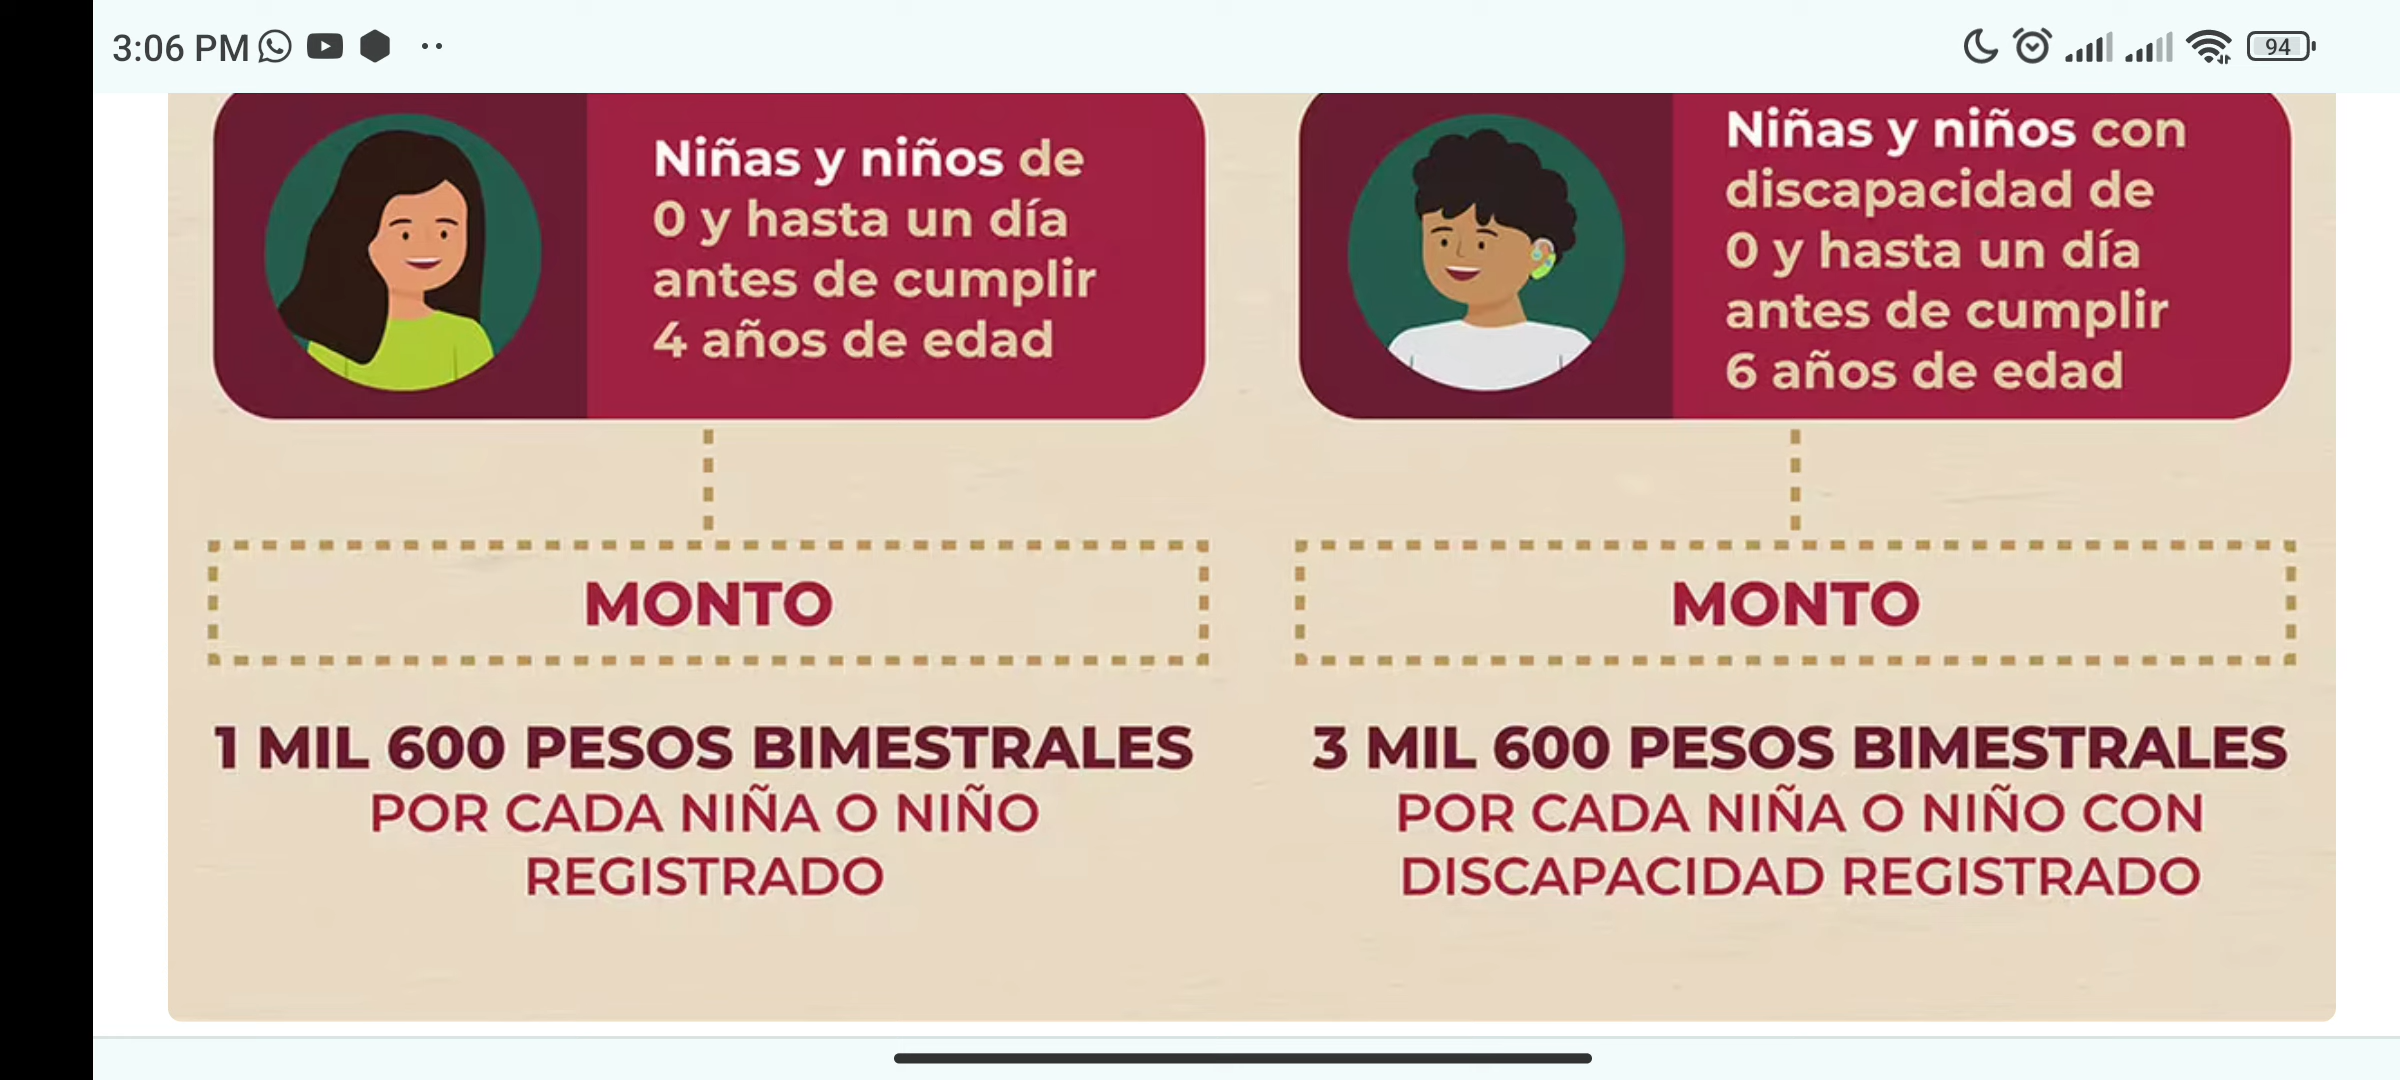 3:06 PM
94
Niñas y niños de
0 y hasta un día
antes de cumplir
4 años de edad
Niñas y niños con
discapacidad de
0 y hasta un día
antes de cumplir
6 años de edad
MONTO
MONTO
1 MIL 600 PESOS BIMESTRALES
POR CADA NIÑA O NIÑO
REGISTRADO
3 MIL 600 PESOS BIMESTRALES
POR CADA NIÑA O NIÑO CON
DISCAPACIDAD REGISTRADO